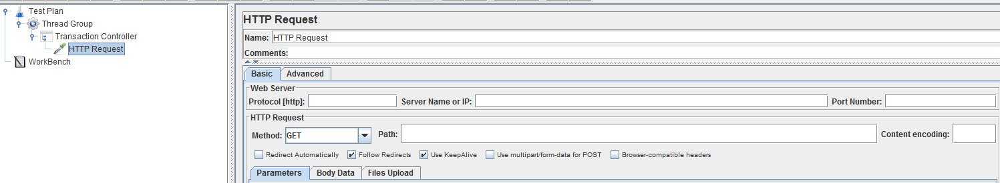 Test Plan
Thread Group
Transaction Controller
HTTP Request
WorkBench
HTTP Request
Name: HTTP Request
Comments:
Basic Advanced
Web Server
Protocol [http]: Server Name or IP: Port Number:
HTTP Request
Method: GET Path: Content encoding:
Redirect Automatically Follow Redirects Use KeepAlive Use multipart/form-data for POST Browser-compatible headers
Parameters Body Data Files Upload